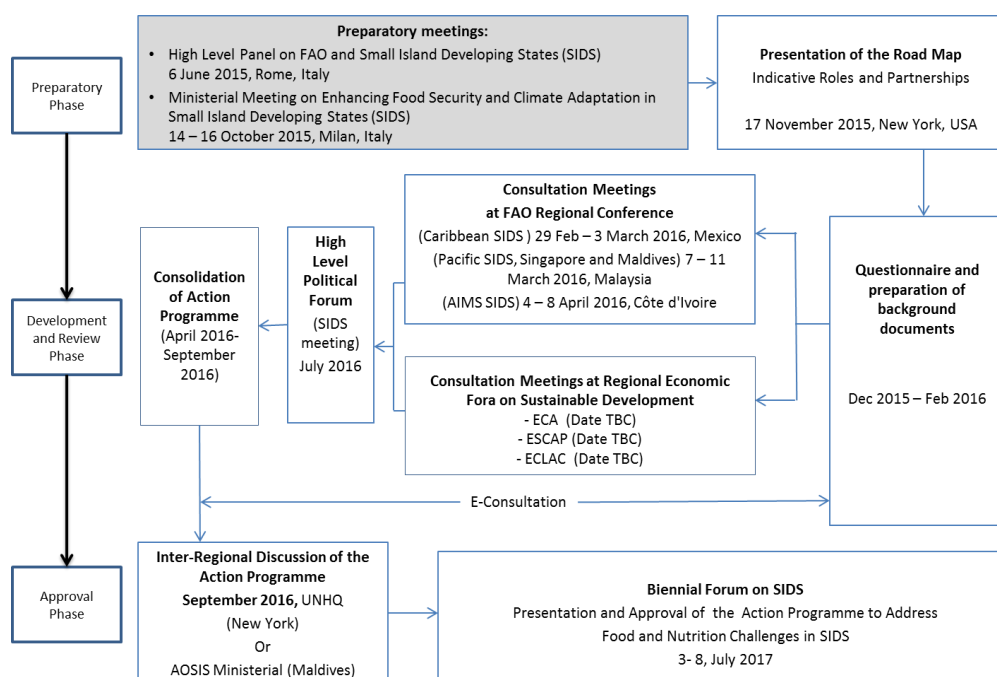 Preparatory
Phase
Preparatory meetings:
• High Level Panel on FAO and Small Island Developing States (SIDS)
6 June 2015, Rome, Italy
• Ministerial Meeting on Enhancing Food Security and Climate Adaptation in
Small Island Developing States (SIDS)
14 – 16 October 2015, Milan, Italy
Presentation of the Road Map
Indicative Roles and Partnerships
17 November 2015, New York, USA
Development
and Review
Phase
Consolidation
of Action
Programme
(April 2016-
September
2016)
High
Level
Political
Forum
(SIDS
meeting)
July 2016
Consultation Meetings
at FAO Regional Conference
(Caribbean SIDS ) 29 Feb – 3 March 2016, Mexico
(Pacific SIDS, Singapore and Maldives) 7 – 11
March 2016, Malaysia
(AIMS SIDS) 4 – 8 April 2016, Côte d'Ivoire
Consultation Meetings at Regional Economic
Fora on Sustainable Development
- ECA (Date TBC)
- ESCAP (Date TBC)
- ECLAC (Date TBC)
Questionnaire and
preparation of
background
documents
Dec 2015 – Feb 2016
E-Consultation
Approval
Phase
Inter-Regional Discussion of the
Action Programme
September 2016, UNHQ
(New York)
Or
AOSIS Ministerial (Maldives)
Biennial Forum on SIDS
Presentation and Approval of the Action Programme to Address
Food and Nutrition Challenges in SIDS
3- 8, July 2017